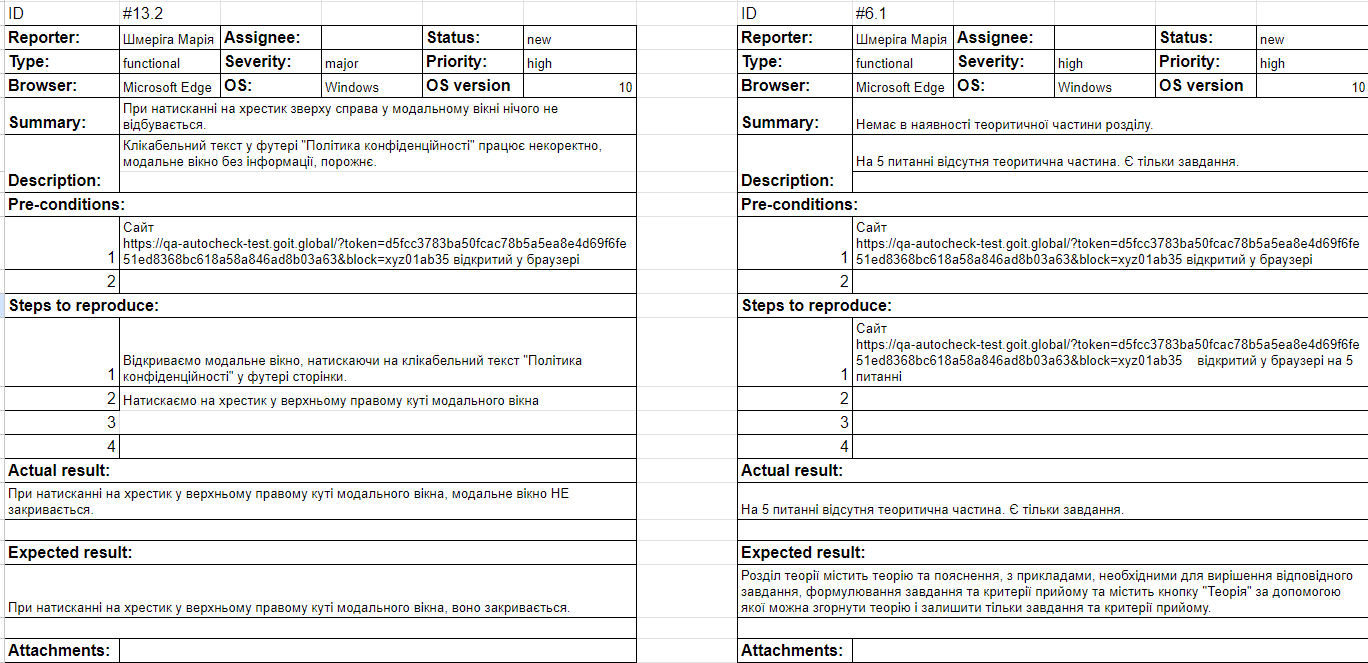 ID #13.2
Reporter: Шмеріга Марія Assignee: Status: new
Type: functional Severity: major Priority: high
Browser: Microsoft Edge OS: Windows OS version 10
Summary: При натисканні на хрестик зверху справа у модальному вікні нічого не
відбувається.
Клікабельний текст у футері "Політика конфіденційності" працює некоректно,
модальне вікно без інформації, порожнє.
Description:
Pre-conditions:
Сайт
https://qa-autocheck-test.goit.global/?token=d5fcc3783ba50fcac78b5a5ea8e4d69f6fe
1 51ed8368bc618a58a846ad8b03a63&block=xyz01ab35 відкритий у браузері
2
Steps to reproduce:
Відкриваємо модальне вікно, натискаючи на клікабельний текст "Політика
1 конфіденційності" у футері сторінки.
2 Натискаємо на хрестик у верхньому правому куті модального вікна
3
4
Actual result:
При натисканні на хрестик у верхньому правому куті модального вікна, модальне вікно НЕ
закривається.
Expected result:
При натисканні на хрестик у верхньому правому куті модального вікна, воно закривається.
Attachments:
ID #6.1
Reporter: Шмеріга Марія Assignee: Status: new
Type: functional Severity: high Priority: high
Browser: Microsoft Edge OS: Windows OS version 10
Summary: Немає в наявності теоритичної частини розділу.
На 5 питанні відсутня теоритична частина. Є тільки завдання.
Description:
Pre-conditions:
Сайт
https://qa-autocheck-test.goit.global/?token=d5fcc3783ba50fcac78b5a5ea8e4d69f6fe
1 51ed8368bc618a58a846ad8b03a63&block=xyz01ab35 відкритий у браузері
2
Steps to reproduce:
Сайт
https://qa-autocheck-test.goit.global/?token=d5fcc3783ba50fcac78b5a5ea8e4d69f6fe
51ed8368bc618a58a846ad8b03a63&block=xyz01ab35 відкритий у браузері на 5
1 питанні
2
3
4
Actual result:
На 5 питанні відсутня теоритична частина. Є тільки завдання.
Expected result:
Розділ теорії містить теорію та пояснення, з прикладами, необхідними для вирішення відповідного
завдання, формулювання завдання та критерії прийому та містить кнопку "Теорія" за допомогою
якої можна згорнути теорію і залишити тільки завдання та критерії прийому.
Attachments: